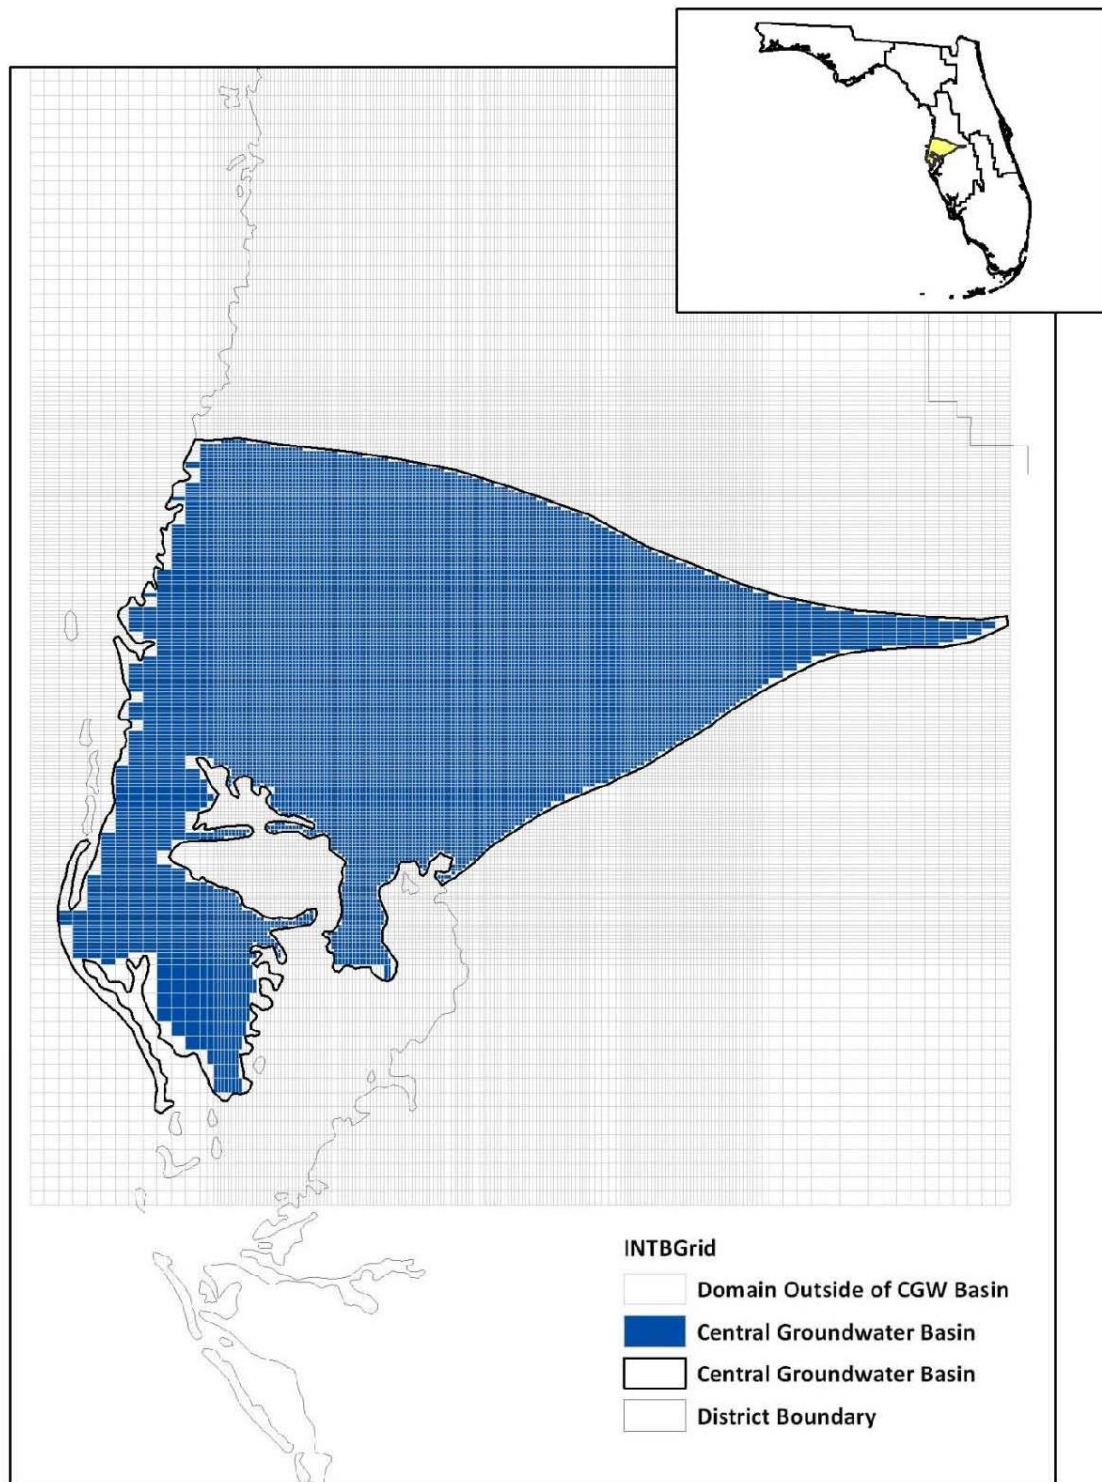 INTBGrid
Domain Outside of CGW Basin
Central Groundwater Basin
Central Groundwater Basin
District Boundary